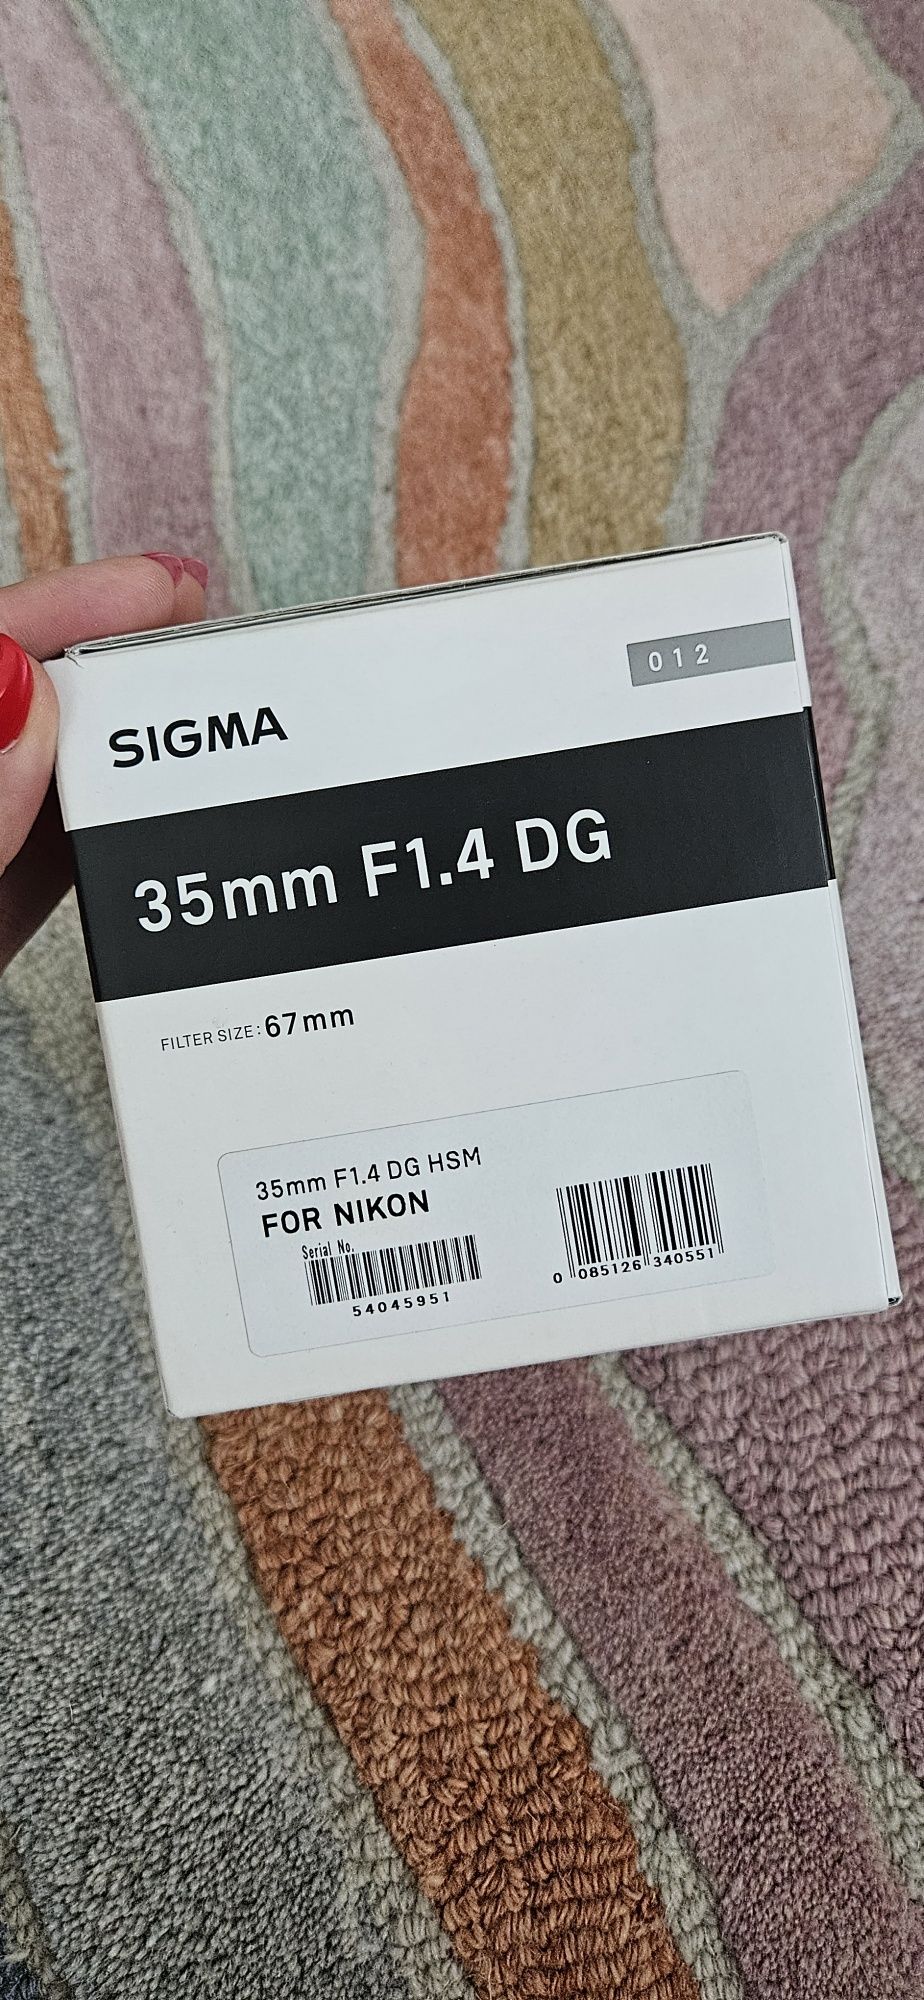 012
SIGMA
35mm F1.4 DG
FILTER SIZE: 67mm
35mm F1.4 DG HSM
FOR NIKON
Serial No.
54045951
0 085126 340551